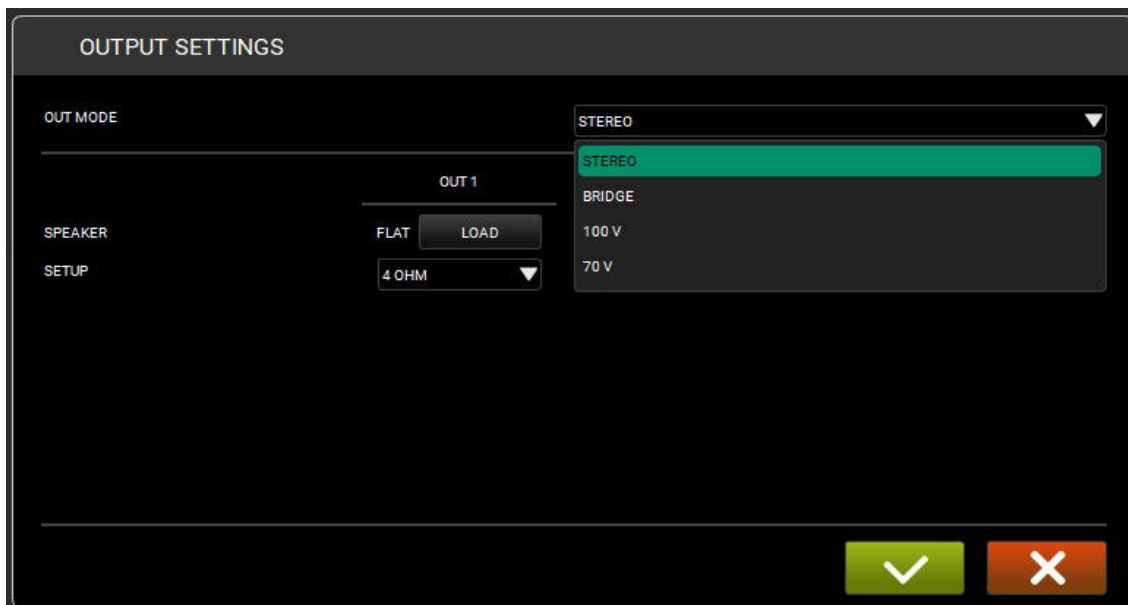 OUTPUT SETTINGS
OUT MODE
STEREO
STEREO
BRIDGE
100 V
70 V
OUT 1
SPEAKER
FLAT
LOAD
SETUP
4 OHM